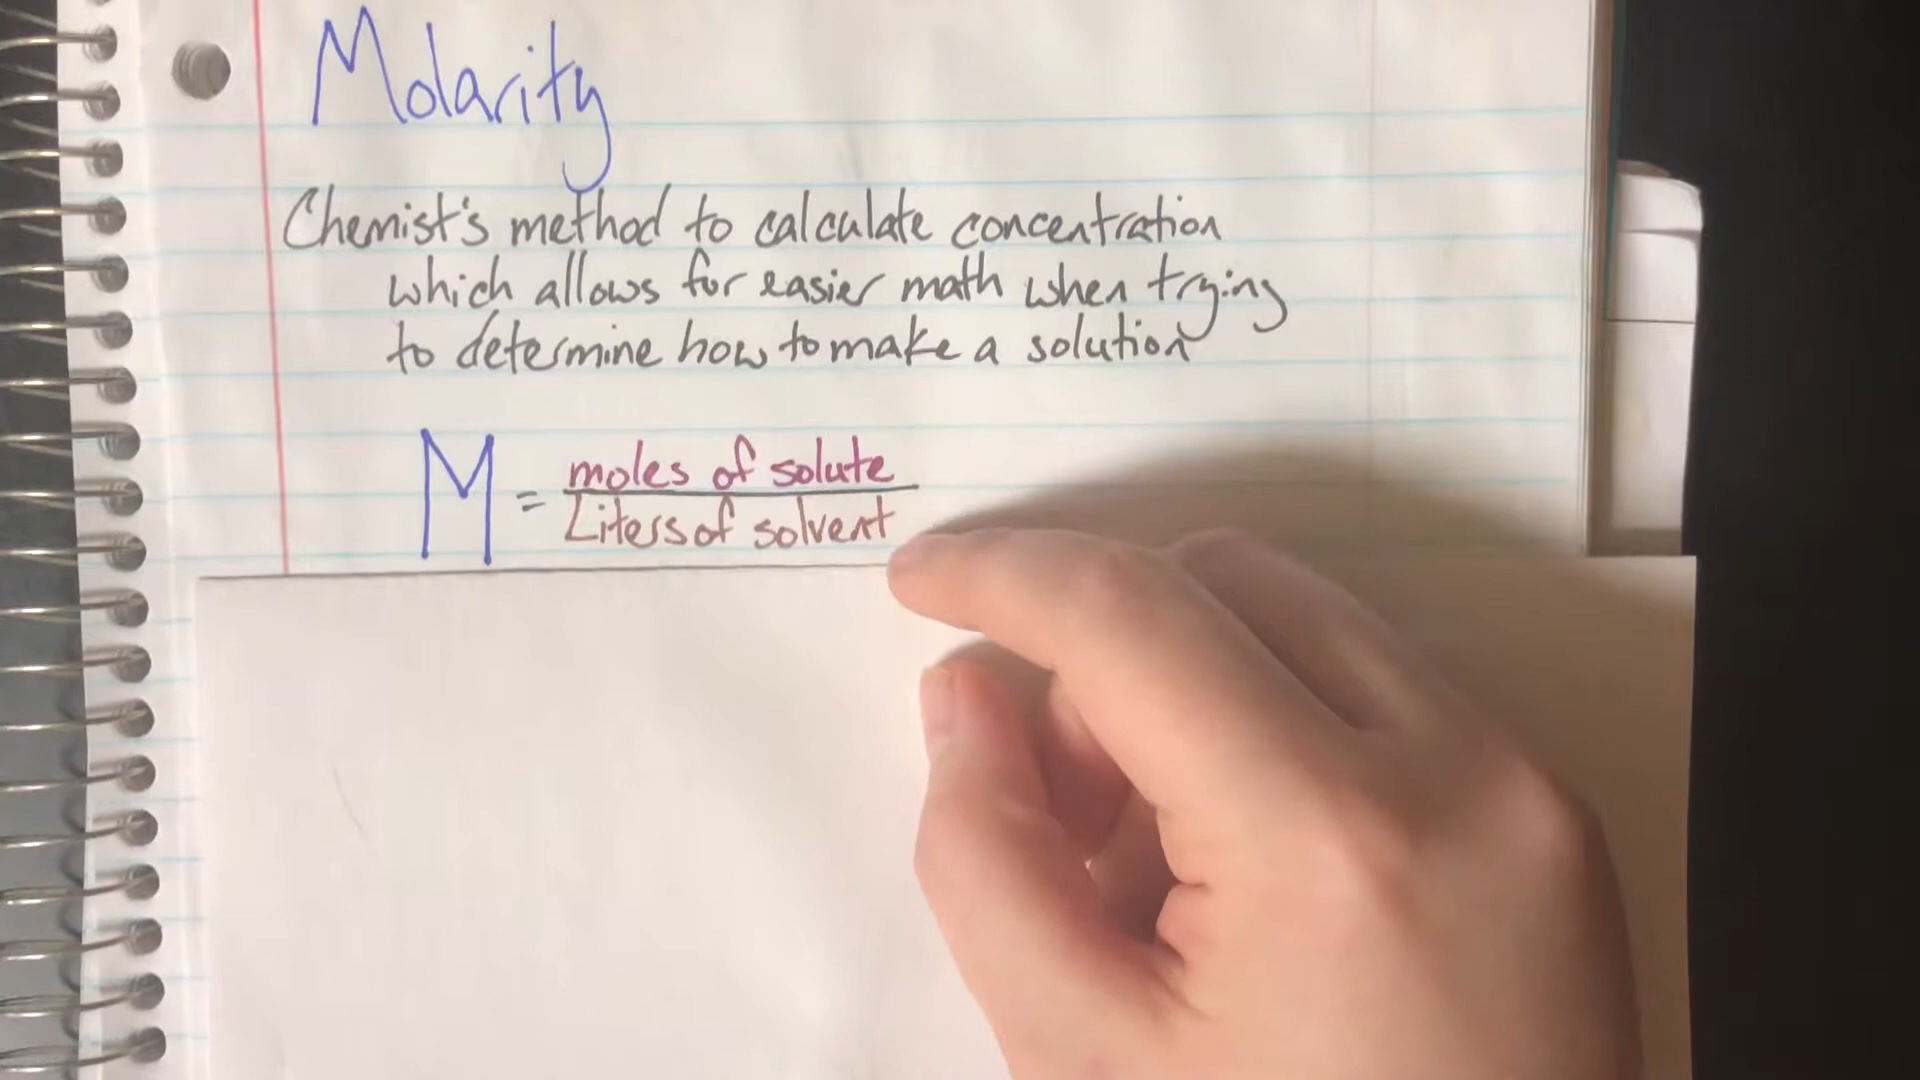 Molarity
Chemist's method to calculate concentration
which allows for easier math when trying
to determine how to make a solution
M = moles of solute
Liters of solvent